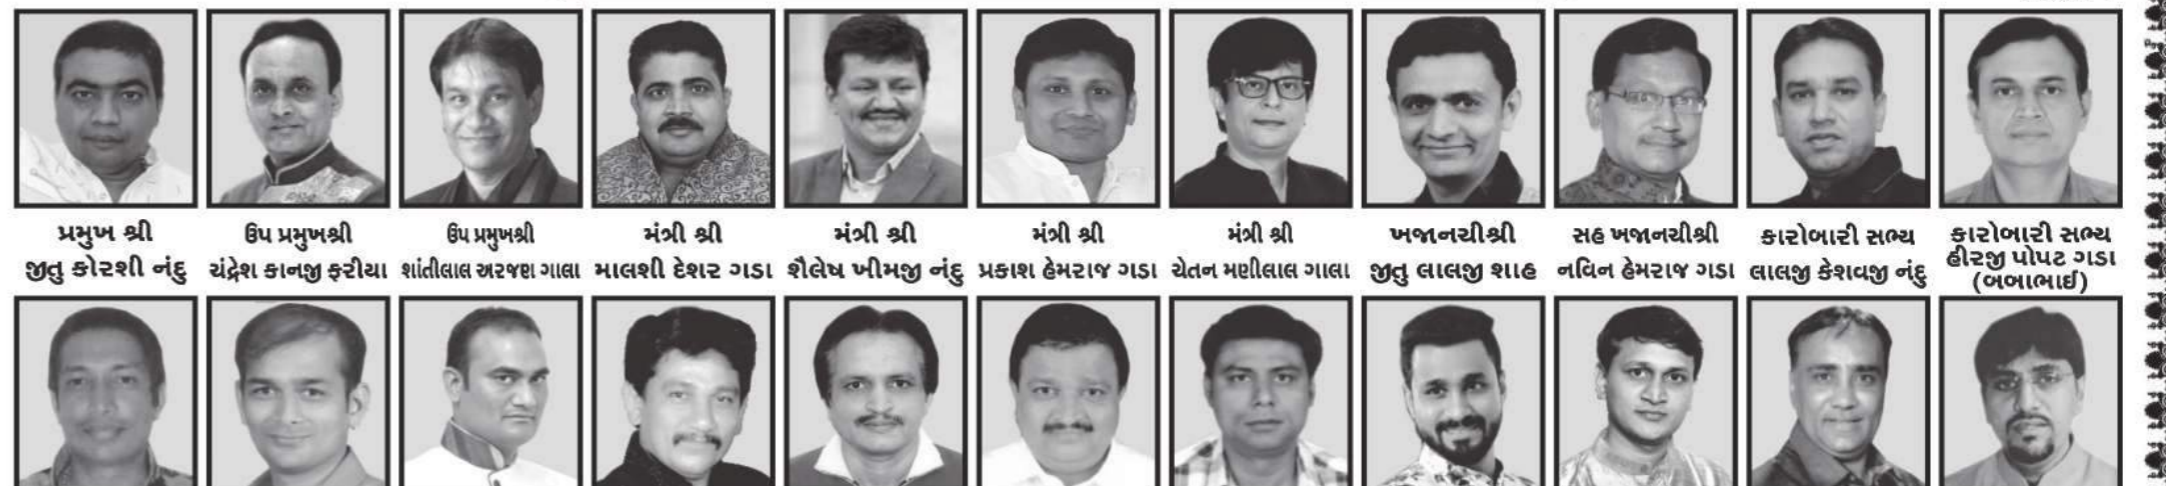 પ્રમુખ શ્રી
જીતુ કોરશી નંદુ
ઉપ પ્રમુખશ્રી
ચંદ્રેશ કાનજી ફરીયા
ઉપ પ્રમુખશ્રી
શાંતીલાલ અરજણ ગાલા
મંત્રી શ્રી
માલશી દેશર ગડા
મંત્રી શ્રી
શૈલેષ ખીમજી નંદુ
મંત્રી શ્રી
પ્રકાશ હેમરાજ ગડા
મંત્રી શ્રી
ચેતન મણીલાલ ગાલા
ખજાનચીશ્રી
જીતુ લાલજી શાહ
સહ ખજાનચીશ્રી
નવિન હેમરાજ ગડા
કારોબારી સભ્ય
લાલજી કેશવજી નંદુ
કારોબારી સભ્ય
હીરજી પોપટ ગડા
(બબાભાઈ)